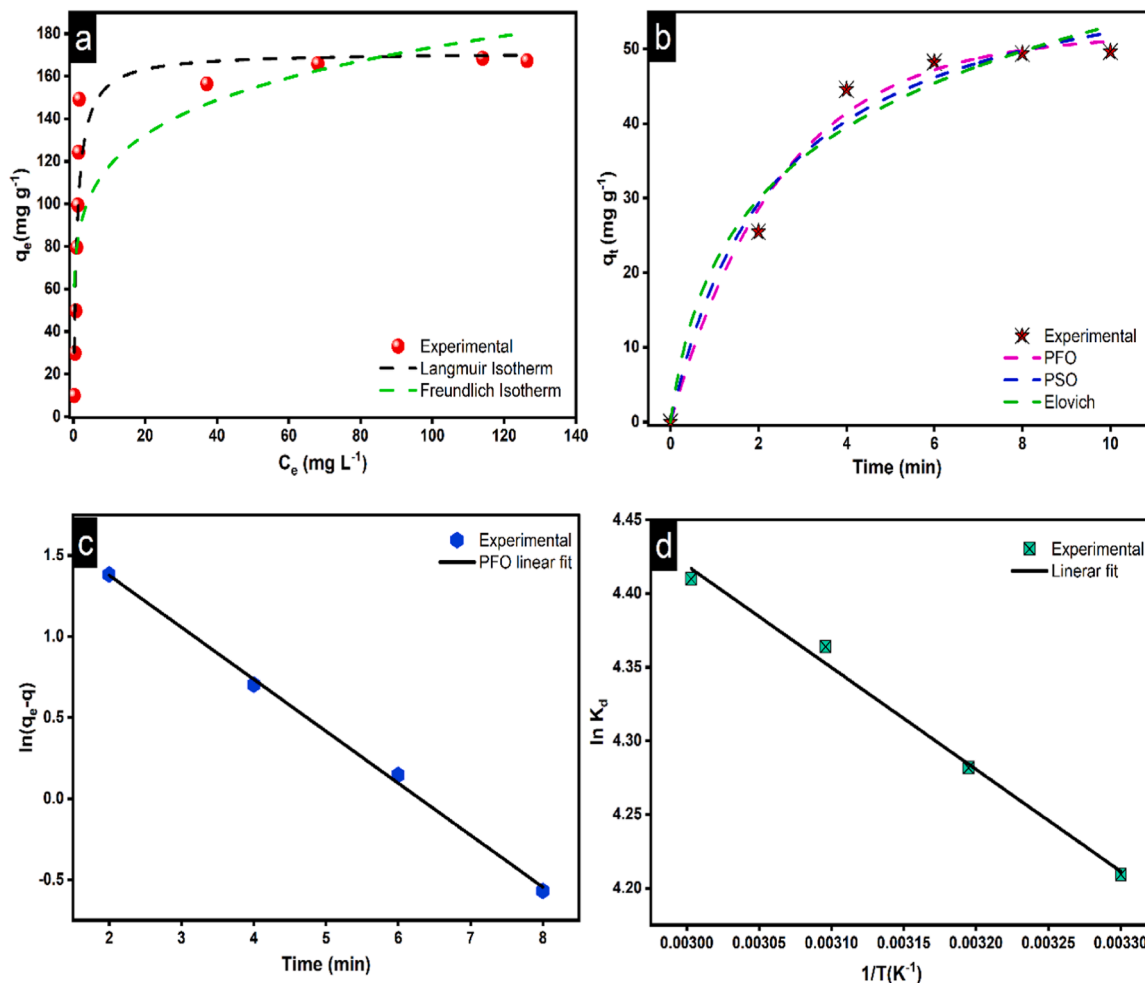 a
180
160
140
120
100
80
60
40
20
0
qe(mg g-1)
Experimental
Langmuir Isotherm
Freundlich Isotherm
0 20 40 60 80 100 120 140
Ce (mg L-1)
b
50
40
30
20
10
0
qt (mg g-1)
Experimental
PFO
PSO
Elovich
0 2 4 6 8 10
Time (min)
c
1.5
1.0
0.5
0.0
-0.5
ln(qe-q)
Experimental
PFO linear fit
2 3 4 5 6 7 8
Time (min)
d
4.45
4.40
4.35
4.30
4.25
4.20
ln Kd
Experimental
Linerar fit
0.00300 0.00305 0.00310 0.00315 0.00320 0.00325 0.00330
1/T(K-1)